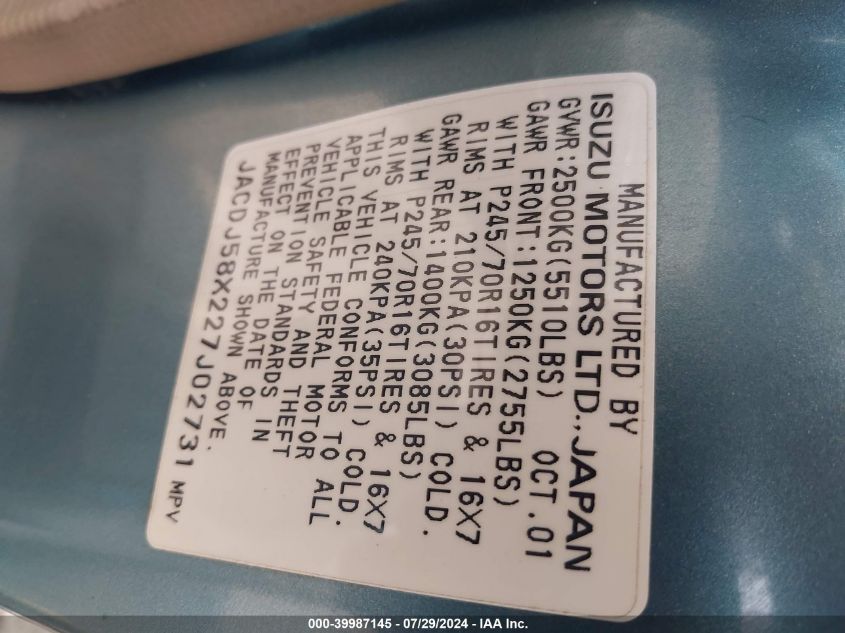 MANUFACTURED BY
ISUZU MOTORS LTD., JAPAN
GVWR:2500KG(5510LBS) OCT.01
GAWR FRONT:1250KG(2755LBS)
WITH P245/70R16TIRES & 16X7
RIMS AT 210KPA(30PSI) COLD.
GAWR REAR:1400KG(3085LBS)
WITH P245/70R16TIRES & 16X7
RIMS AT 240KPA(35PSI) COLD.
THIS VEHICLE CONFORMS TO ALL
APPLICABLE FEDERAL MOTOR
VEHICLE SAFETY AND THEFT
PREVENTION STANDARDS IN
EFFECT ON THE DATE OF
MANUFACTURE SHOWN ABOVE.
JACDJ58X227J02731 MPV
000-39987145 - 07/29/2024 - IAA Inc.